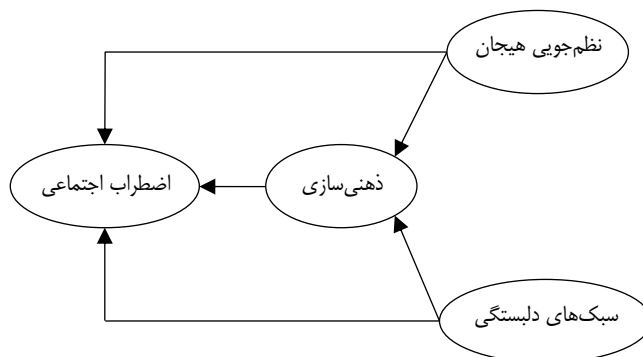 نظم‌جویی هیجان
ذهنی‌سازی
اضطراب اجتماعی
سبک‌های دلبستگی